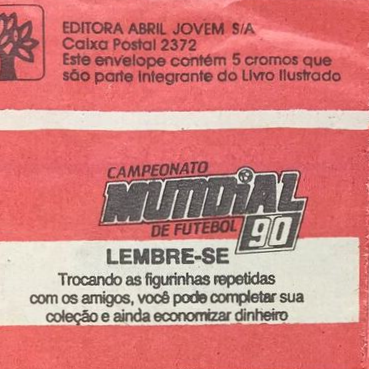 EDITORA ABRIL JOVEM S/A
Caixa Postal 2372
Este envelope contém 5 cromos que
são parte integrante do Livro Ilustrado
CAMPEONATO
MUNDIAL
DE FUTEBOL 90
LEMBRE-SE
Trocando as figurinhas repetidas
com os amigos, você pode completar sua
coleção e ainda economizar dinheiro